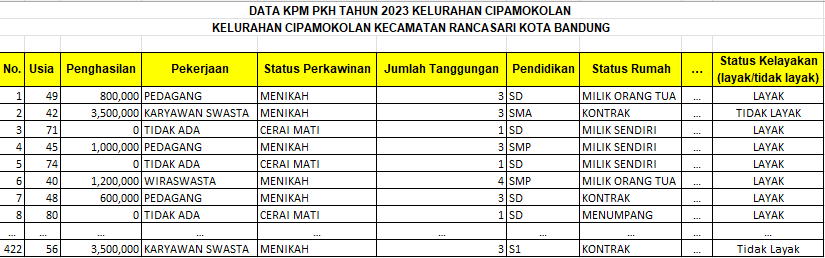 DATA KPM PKH TAHUN 2023 KELURAHAN CIPAMOKOLAN
KELURAHAN CIPAMOKOLAN KECAMATAN RANCASARI KOTA BANDUNG
No. Usia Penghasilan Pekerjaan Status Perkawinan Jumlah Tanggungan Pendidikan Status Rumah ... Status Kelayakan (layak/tidak layak)
1 49 800,000 PEDAGANG MENIKAH 3 SD MILIK ORANG TUA ... LAYAK
2 42 3,500,000 KARYAWAN SWASTA MENIKAH 3 SMA KONTRAK ... TIDAK LAYAK
3 71 0 TIDAK ADA CERAI MATI 1 SD MILIK SENDIRI ... LAYAK
4 45 1,000,000 PEDAGANG MENIKAH 3 SMP MILIK SENDIRI ... LAYAK
5 74 0 TIDAK ADA CERAI MATI 1 SD MILIK SENDIRI ... LAYAK
6 40 1,200,000 WIRASWASTA MENIKAH 4 SMP MILIK ORANG TUA ... LAYAK
7 48 600,000 PEDAGANG MENIKAH 3 SD KONTRAK ... LAYAK
8 80 0 TIDAK ADA CERAI MATI 1 SD MENUMPANG ... LAYAK
... ... ... ... ... ... ... ... ... ...
422 56 3,500,000 KARYAWAN SWASTA MENIKAH 3 S1 KONTRAK ... Tidak Layak